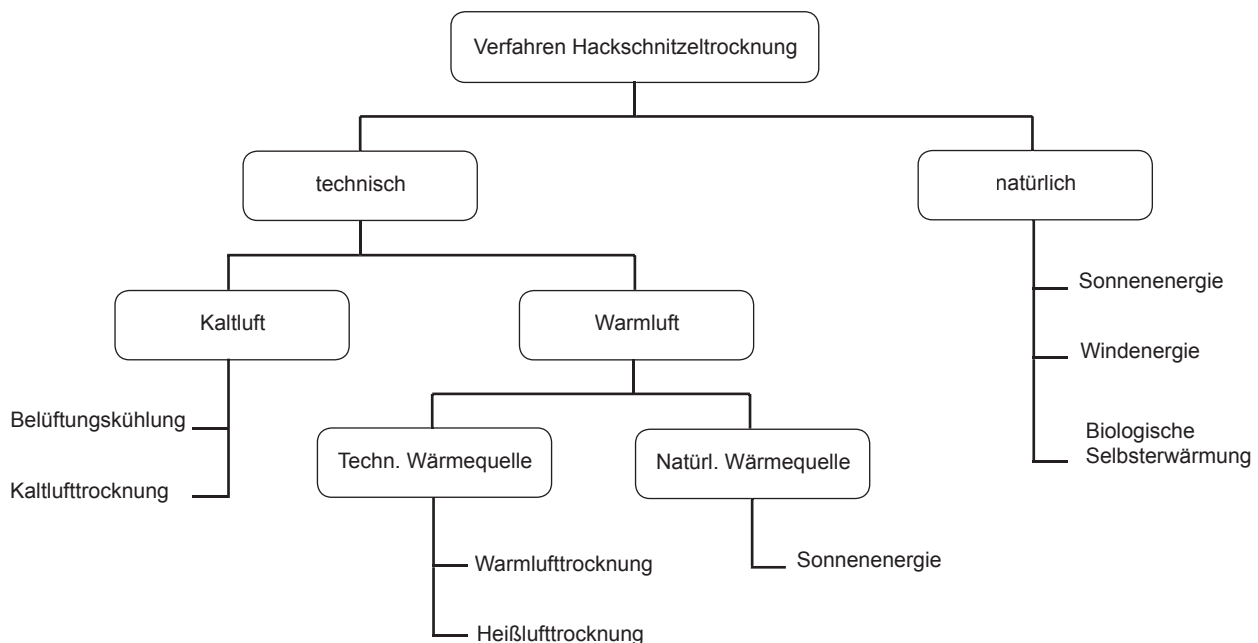 Verfahren Hackschnitzeltrocknung
technisch
natürlich
Kaltluft
Warmluft
Sonnenenergie
Windenergie
Biologische
Selbsterwärmung
Belüftungskühlung
Kaltlufttrocknung
Techn. Wärmequelle
Natürl. Wärmequelle
Warmlufttrocknung
Heißlufttrocknung
Sonnenenergie